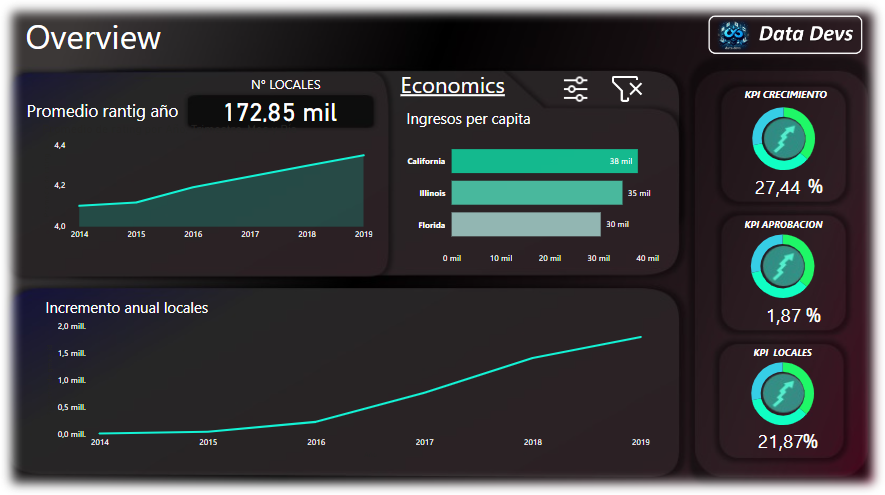 Overview
Data Devs
N° LOCALES
Promedio rantig año
172,85 mil
4,4
4,2
4,0
2014 2015 2016 2017 2018 2019
Economics
Ingresos per capita
California 38 mil
Illinois 35 mil
Florida 30 mil
0 mil 10 mil 20 mil 30 mil 40 mil
Incremento anual locales
2,0 mill.
1,5 mill.
1,0 mill.
0,5 mill.
0,0 mill.
2014 2015 2016 2017 2018 2019
KPI CRECIMIENTO
27,44 %
KPI APROBACION
1,87 %
KPI LOCALES
21,87%